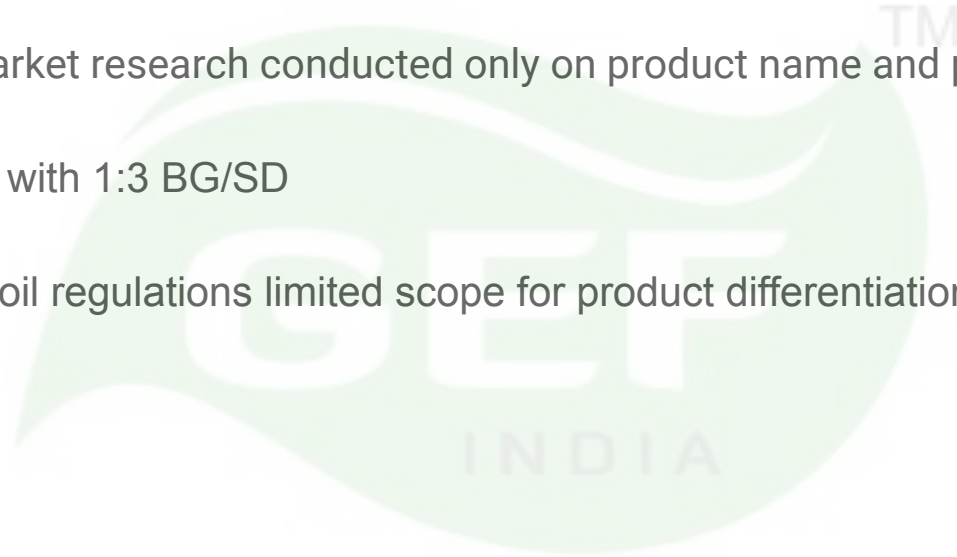 TM
arket research conducted only on product name and p
with 1:3 BG/SD
oil regulations limited scope for product differentiation
GEF
INDIA